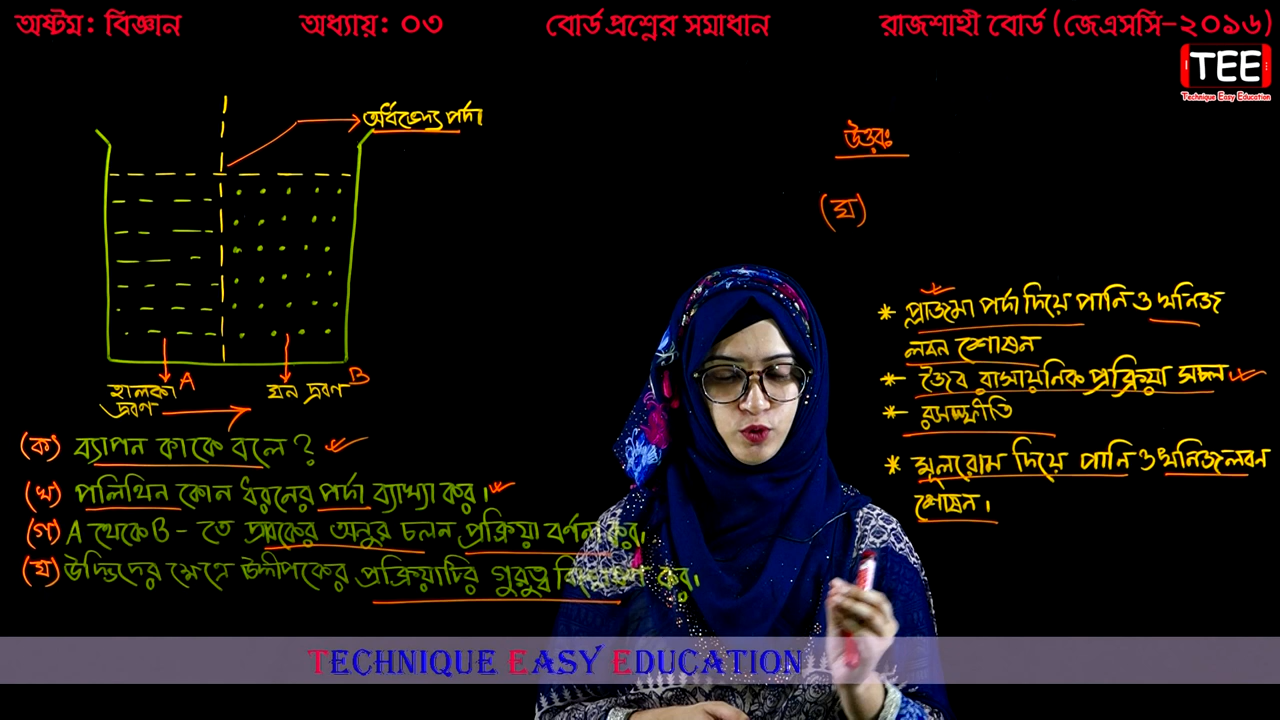 অষ্টম: বিজ্ঞান
অধ্যায়: ০৩
বোর্ড প্রশ্নের সমাধান
রাজশাহী বোর্ড (জেএসসি-২০১৬)
TEE
Technique Easy Education
অর্ধভেদ্য পর্দা
হালকা দ্রবণ A
ঘন দ্রবণ B
(ক) ব্যাপন কাকে বলে?
(খ) পলিথিন কোন ধরনের পর্দা ব্যাখ্যা কর।
(গ) A থেকে B - তে দ্রাবকের অনুর চলন প্রক্রিয়া বর্ণনা কর।
(ঘ) উদ্ভিদের ক্ষেত্রে উদ্দীপকের প্রক্রিয়াটির গুরুত্ব কর।
উত্তরঃ
(ঘ)
* প্লাজমা পর্দা দিয়ে পানি ও খনিজ
লবন শোষন
* জৈব রাসায়নিক প্রক্রিয়া সচল
* রসস্ফীতি
* মূলরোম দিয়ে পানি ও খনিজলবন
শোষন।
TECHNIQUE EASY EDUCATION